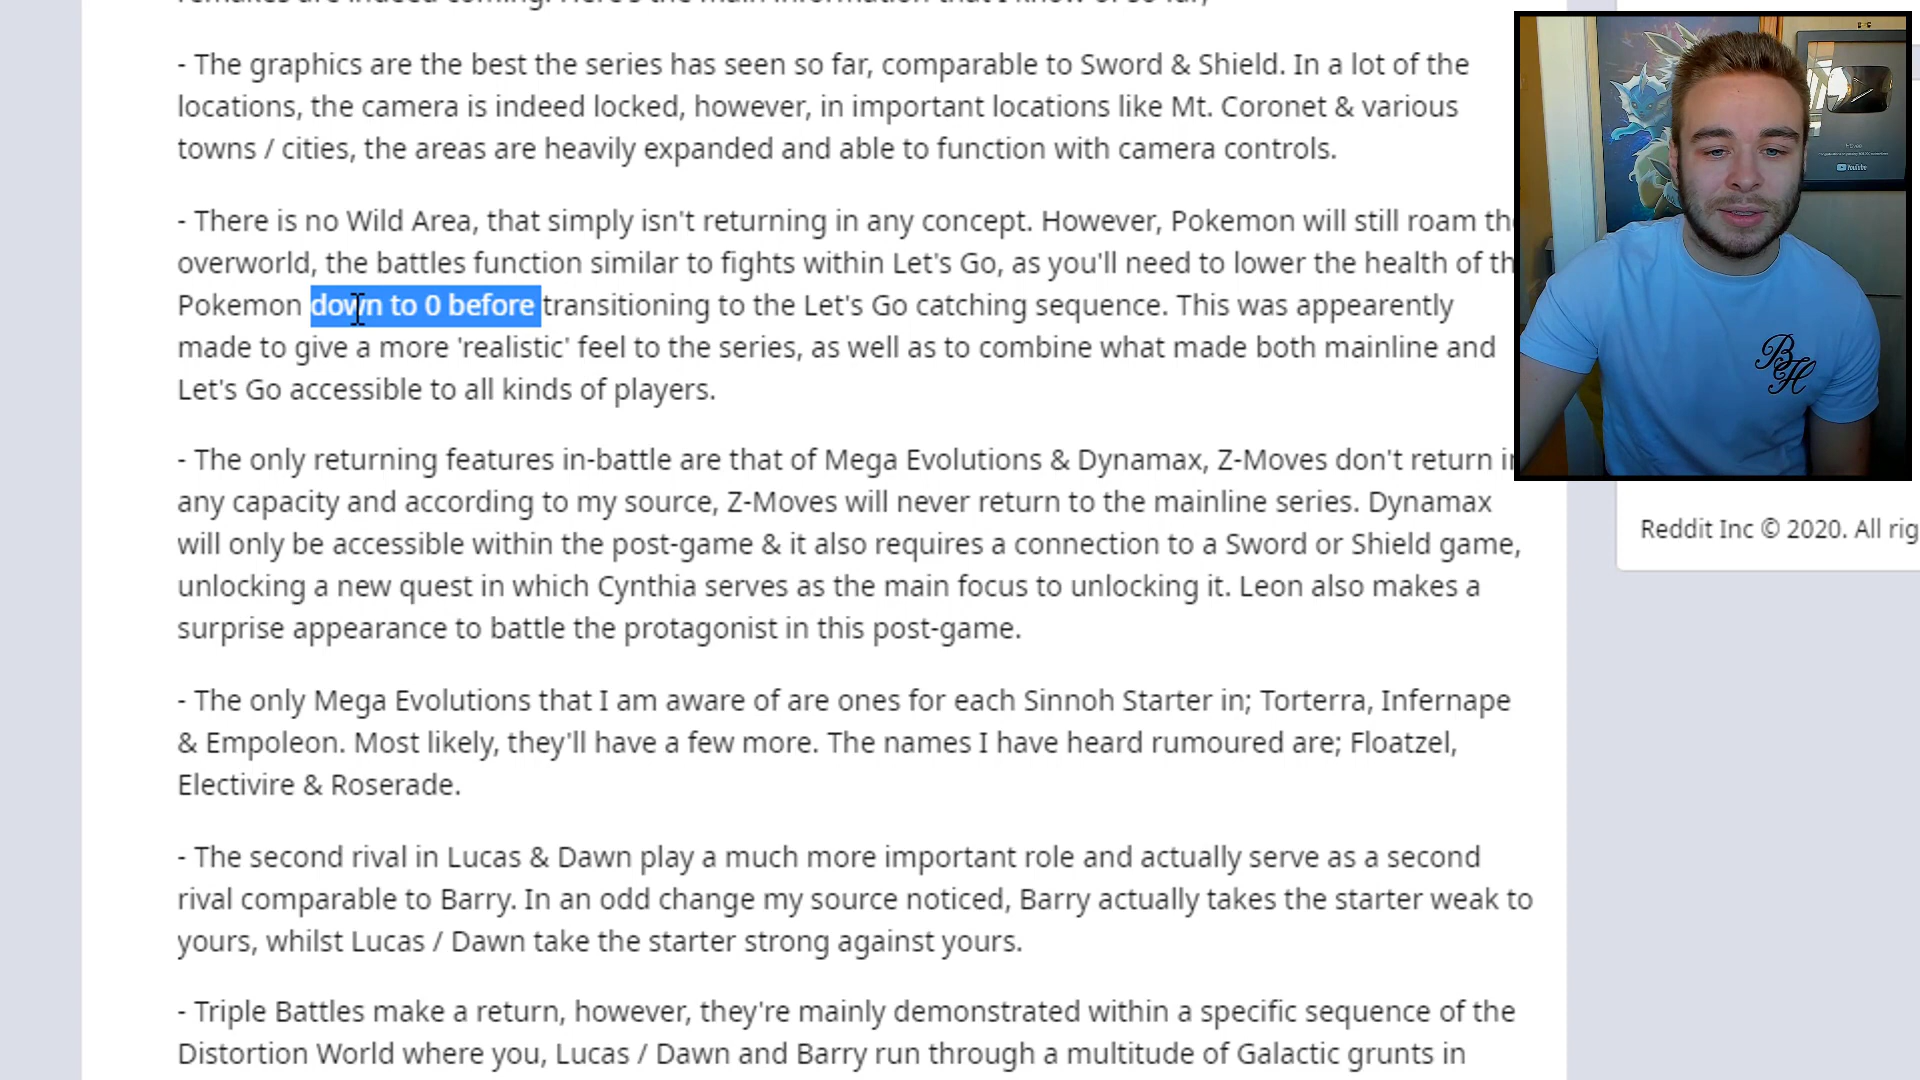 - The graphics are the best the series has seen so far, comparable to Sword & Shield. In a lot of the
locations, the camera is indeed locked, however, in important locations like Mt. Coronet & various
towns / cities, the areas are heavily expanded and able to function with camera controls.
- There is no Wild Area, that simply isn't returning in any concept. However, Pokemon will still roam
overworld, the battles function similar to fights within Let's Go, as you'll need to lower the health of
Pokemon down to 0 before transitioning to the Let's Go catching sequence. This was appearently
made to give a more 'realistic' feel to the series, as well as to combine what made both mainline and
Let's Go accessible to all kinds of players.
- The only returning features in-battle are that of Mega Evolutions & Dynamax, Z-Moves don't return
any capacity and according to my source, Z-Moves will never return to the mainline series. Dynamax
will only be accessible within the post-game & it also requires a connection to a Sword or Shield game,
unlocking a new quest in which Cynthia serves as the main focus to unlocking it. Leon also makes a
surprise appearance to battle the protagonist in this post-game.
- The only Mega Evolutions that I am aware of are ones for each Sinnoh Starter in; Torterra, Infernape
& Empoleon. Most likely, they'll have a few more. The names I have heard rumoured are; Floatzel,
Electivire & Roserade.
- The second rival in Lucas & Dawn play a much more important role and actually serve as a second
rival comparable to Barry. In an odd change my source noticed, Barry actually takes the starter weak to
yours, whilst Lucas / Dawn take the starter strong against yours.
- Triple Battles make a return, however, they're mainly demonstrated within a specific sequence of the
Distortion World where you, Lucas / Dawn and Barry run through a multitude of Galactic grunts in
YouTube
BH
Reddit Inc © 2020. All rig